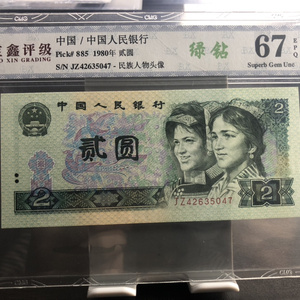 鑫评级
XIN GRADING
中国 / 中国人民银行
Pick# 885 1980年 贰圆
S/N JZ42635047 - 民族人物头像
绿钻
67 EPQ
Superb Gem Unc
中国人民银行
贰圆
2
2
JZ42635047